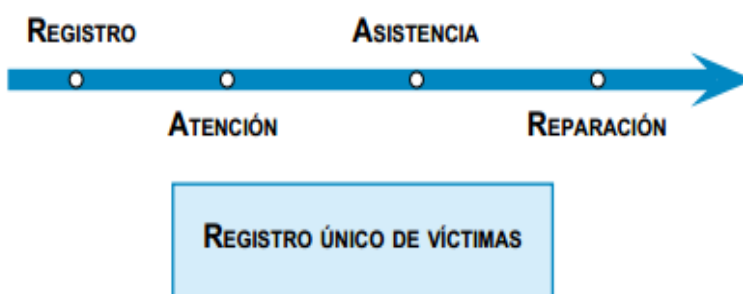 REGISTRO
ASISTENCIA
ATENCIÓN
REPARACIÓN
REGISTRO ÚNICO DE VÍCTIMAS